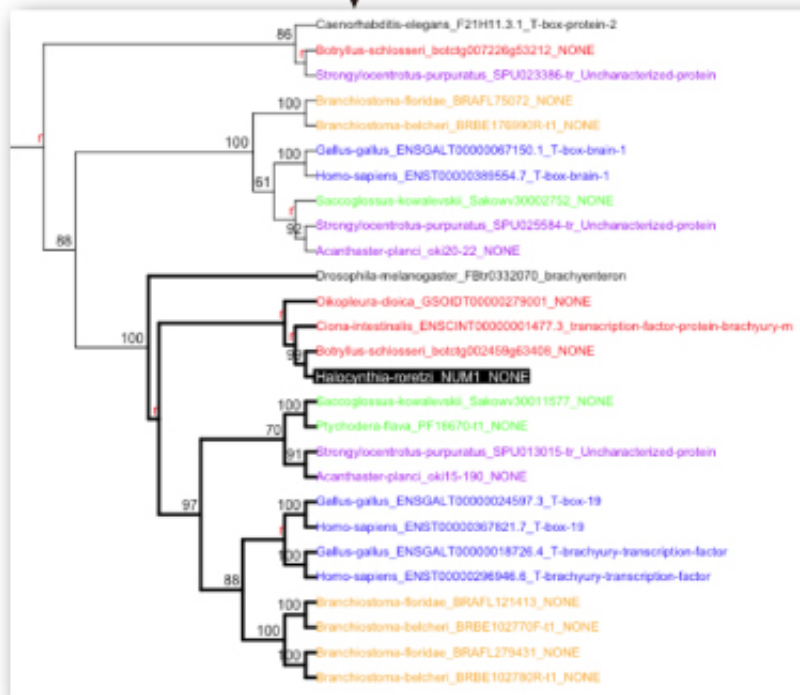 86
Caenorhabditis-elegans_F21H11.3.1_T-box-protein-2
r
Botryllus-schlosseri_botctg007226g53212_NONE
Strongylocentrotus-purpuratus_SPU023386-tr_Uncharacterized-protein
100
Branchiostoma-floridae_BRAFL75072_NONE
r
Branchiostoma-belcheri_BRBE176990R-t1_NONE
100
100
Gallus-gallus_ENSGALT00000067150.1_T-box-brain-1
Homo-sapiens_ENST00000389554.7_T-box-brain-1
61
Saccoglossus-kowalevskii_Sakowv30002752_NONE
r
92
Strongylocentrotus-purpuratus_SPU025584-tr_Uncharacterized-protein
88
Acanthaster-planci_oki20-22_NONE
Drosophila-melanogaster_FBtr0332070_brachyenteron
Oikopleura-dioica_GSOIDT00000279001_NONE
r
Ciona-intestinalis_ENSCINT00000001477.3_transcription-factor-protein-brachyury-m
100
r
99
Botryllus-schlosseri_botctg002459g63408_NONE
Halocynthia-roretzi_NUM1_NONE
100
Saccoglossus-kowalevskii_Sakowv30011577_NONE
r
Ptychodera-flava_PF18670-t1_NONE
70
91
Strongylocentrotus-purpuratus_SPU013015-tr_Uncharacterized-protein
Acanthaster-planci_oki15-190_NONE
97
100
Gallus-gallus_ENSGALT00000024597.3_T-box-19
Homo-sapiens_ENST00000367821.7_T-box-19
r
100
Gallus-gallus_ENSGALT00000018726.4_T-brachyury-transcription-factor
88
Homo-sapiens_ENST00000296946.6_T-brachyury-transcription-factor
100
Branchiostoma-floridae_BRAFL121413_NONE
Branchiostoma-belcheri_BRBE102770F-t1_NONE
100
100
Branchiostoma-floridae_BRAFL279431_NONE
Branchiostoma-belcheri_BRBE102780R-t1_NONE